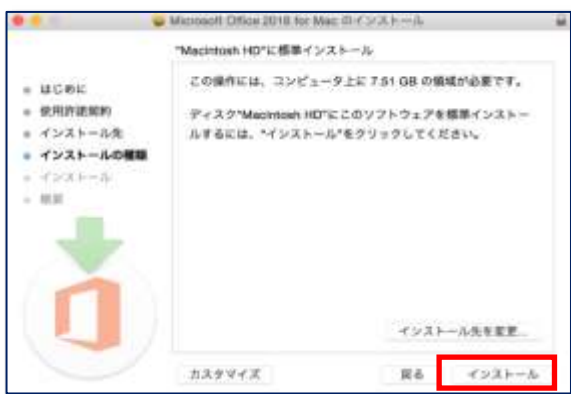 Microsoft Office 2016 for Mac のインストール
"Macintosh HD"に標準インストール
はじめに
使用許諾契約
インストール先
インストールの種類
インストール
概要
この操作には、コンピュータ上に 7.51 GB の領域が必要です。
ディスク"Macintosh HD"にこのソフトウェアを標準インストー
ルするには、"インストール"をクリックしてください。
インストール先を変更...
カスタマイズ
戻る
インストール